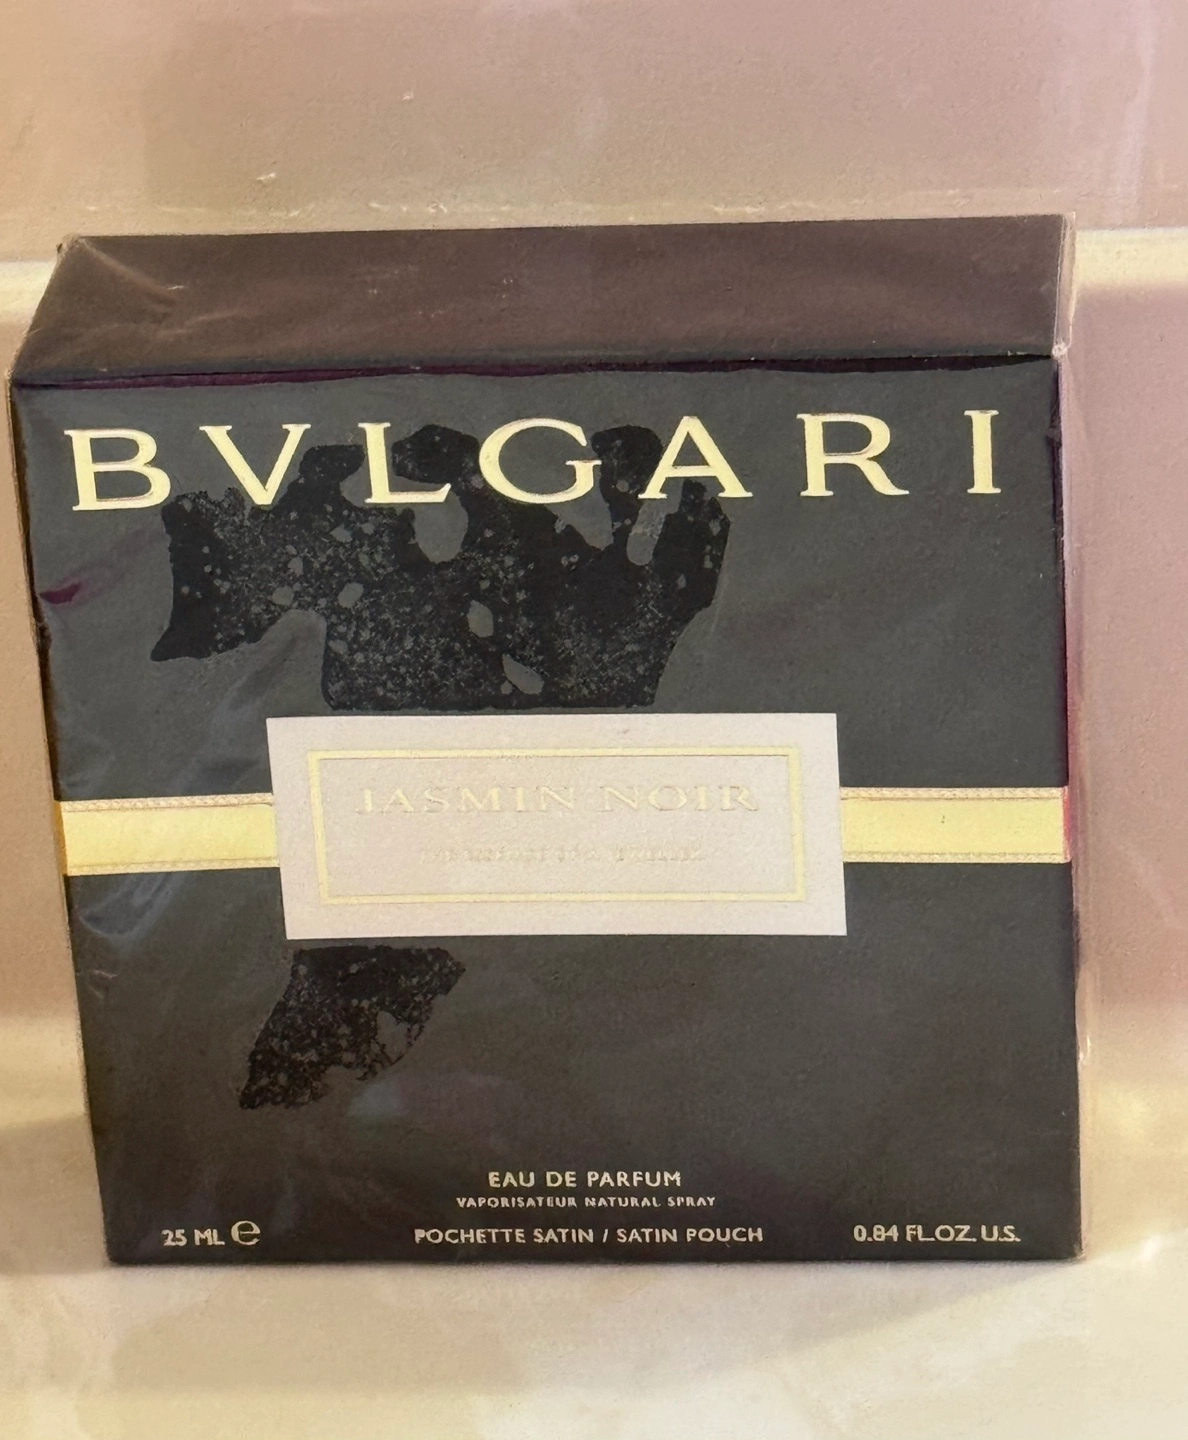 BVLGARI
JASMIN NOIR
EAU DE PARFUM
VAPORISATEUR NATURAL SPRAY
25 ML e
POCHETTE SATIN / SATIN POUCH
0.84 FL.OZ. U.S.